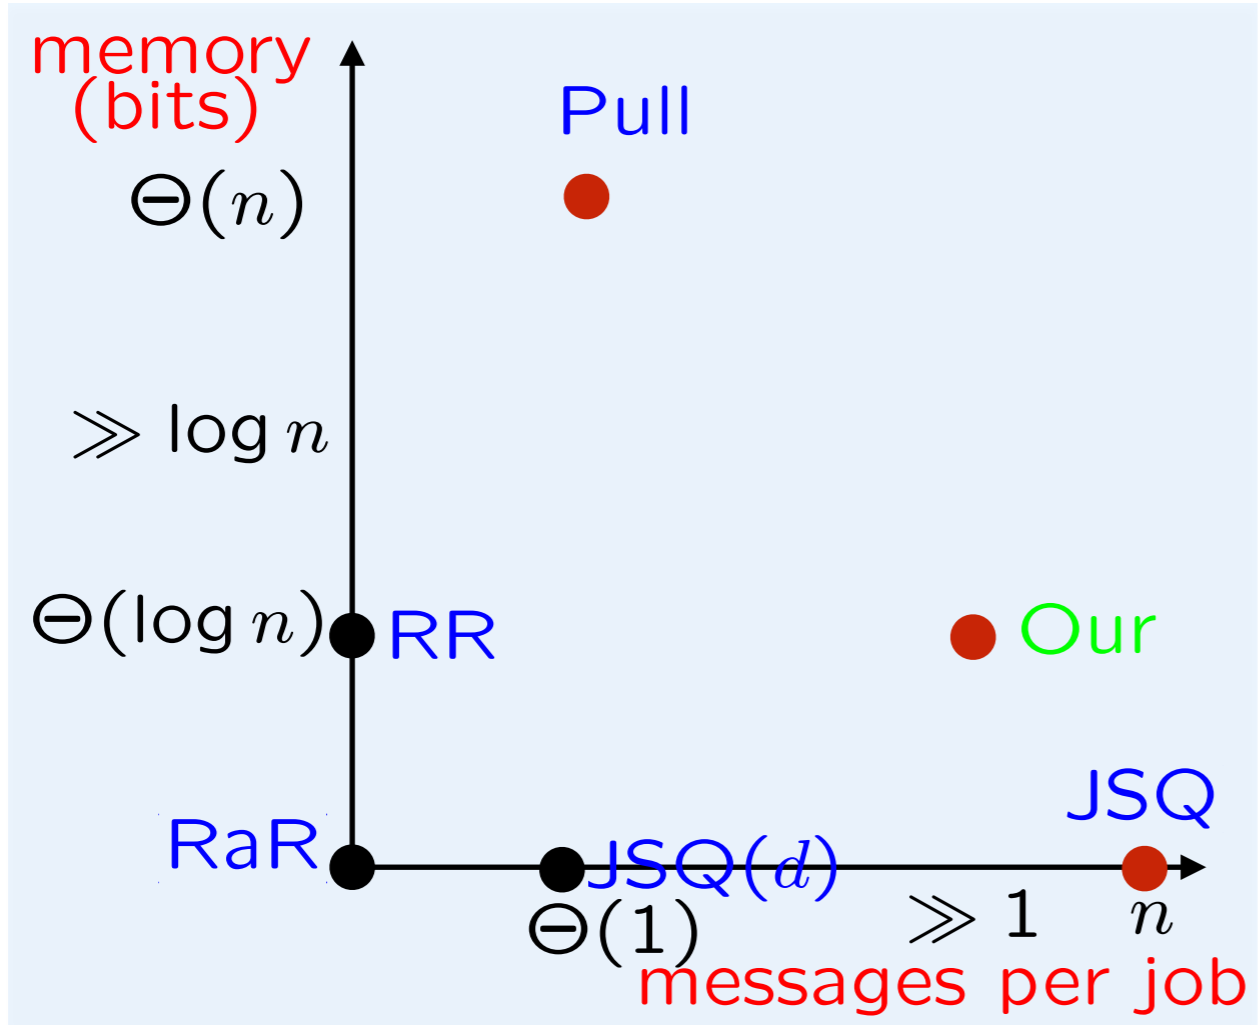 memory
(bits)
Pull
Θ(n)
≫ log n
Θ(log n)
RR
Our
JSQ
RaR
JSQ(d)
Θ(1)
≫ 1
n
messages per job